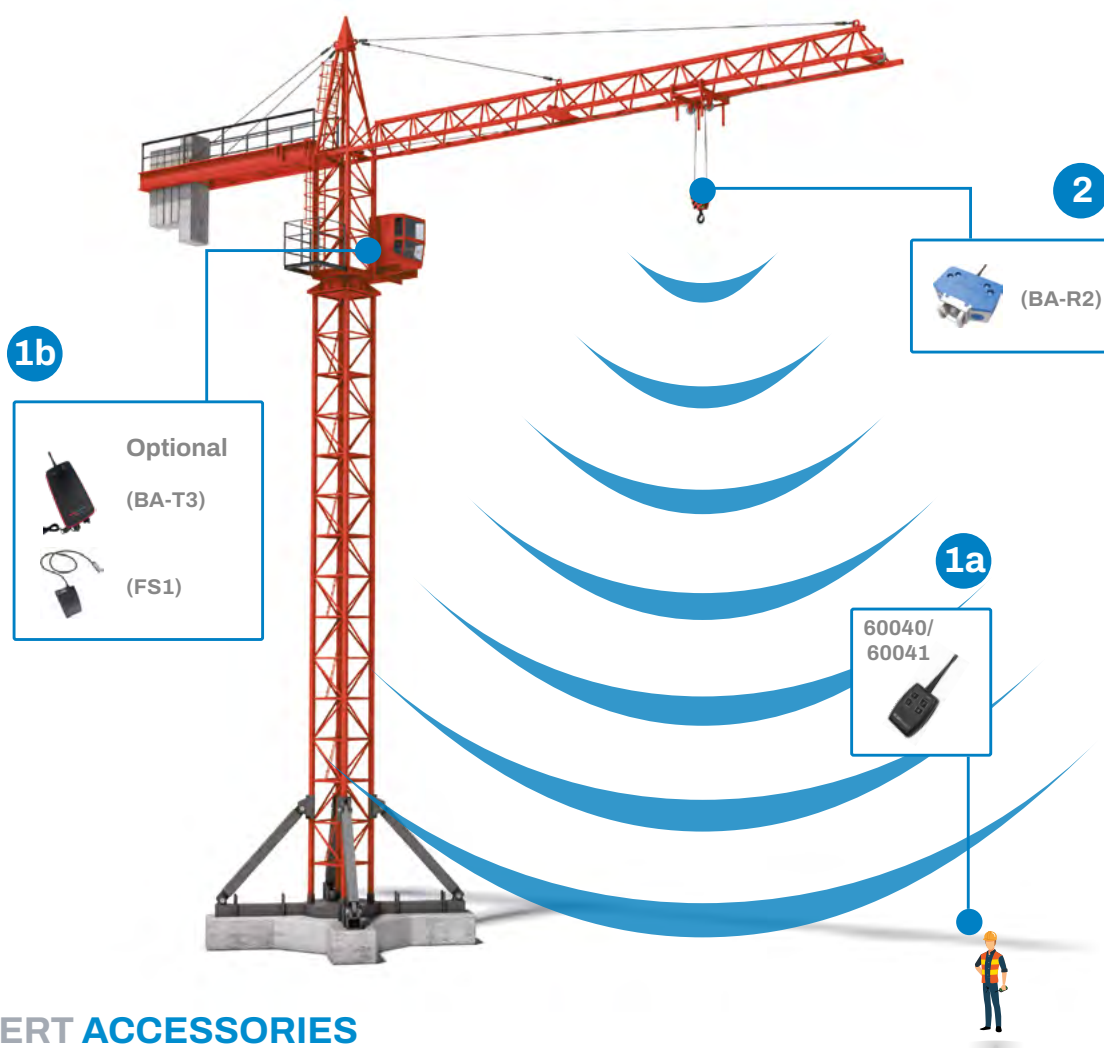 2
(BA-R2)
1b
Optional
(BA-T3)
(FS1)
1a
60040/
60041
ERT ACCESSORIES